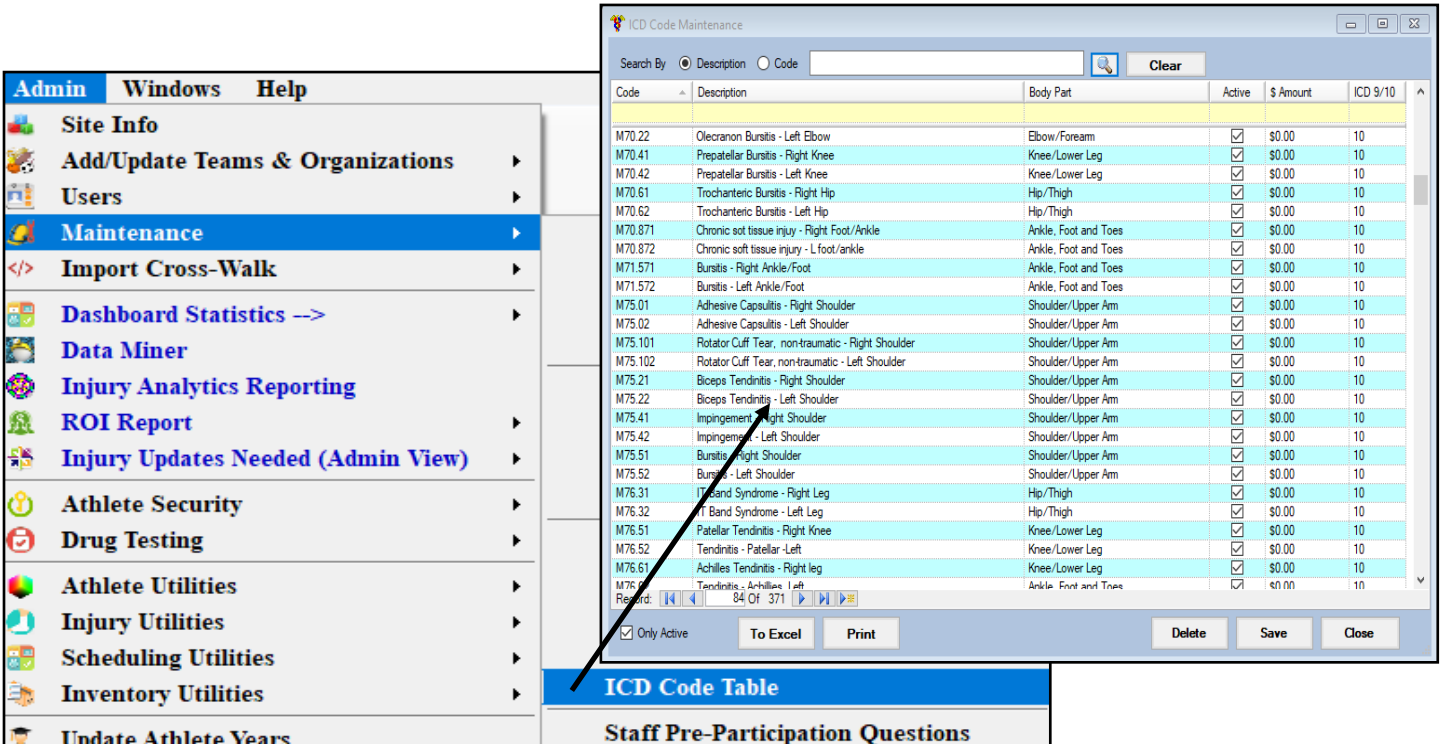 Admin Windows Help
Site Info
Add/Update Teams & Organizations
Users
Maintenance
Import Cross-Walk
Dashboard Statistics -->
Data Miner
Injury Analytics Reporting
ROI Report
Injury Updates Needed (Admin View)
Athlete Security
Drug Testing
Athlete Utilities
Injury Utilities
Scheduling Utilities
Inventory Utilities
Update Athlete Years
ICD Code Table
Staff Pre-Participation Questions
ICD Code Maintenance
Search By Description Code Clear
Code Description Body Part Active $ Amount ICD 9/10
M70.22 Olecranon Bursitis - Left Elbow Elbow/Forearm $0.00 10
M70.41 Prepatellar Bursitis - Right Knee Knee/Lower Leg $0.00 10
M70.42 Prepatellar Bursitis - Left Knee Knee/Lower Leg $0.00 10
M70.61 Trochanteric Bursitis - Right Hip Hip/Thigh $0.00 10
M70.62 Trochanteric Bursitis - Left Hip Hip/Thigh $0.00 10
M70.871 Chronic sot tissue injuy - Right Foot/Ankle Ankle, Foot and Toes $0.00 10
M70.872 Chronic soft tissue injury - L foot/ankle Ankle, Foot and Toes $0.00 10
M71.571 Bursitis - Right Ankle/Foot Ankle, Foot and Toes $0.00 10
M71.572 Bursitis - Left Ankle/Foot Ankle, Foot and Toes $0.00 10
M75.01 Adhesive Capsulitis - Right Shoulder Shoulder/Upper Arm $0.00 10
M75.02 Adhesive Capsulitis - Left Shoulder Shoulder/Upper Arm $0.00 10
M75.101 Rotator Cuff Tear, non-traumatic - Right Shoulder Shoulder/Upper Arm $0.00 10
M75.102 Rotator Cuff Tear, non-traumatic - Left Shoulder Shoulder/Upper Arm $0.00 10
M75.21 Biceps Tendinitis - Right Shoulder Shoulder/Upper Arm $0.00 10
M75.22 Biceps Tendinitis - Left Shoulder Shoulder/Upper Arm $0.00 10
M75.41 Impingement - Right Shoulder Shoulder/Upper Arm $0.00 10
M75.42 Impingement - Left Shoulder Shoulder/Upper Arm $0.00 10
M75.51 Bursitis - Right Shoulder Shoulder/Upper Arm $0.00 10
M75.52 Bursitis - Left Shoulder Shoulder/Upper Arm $0.00 10
M76.31 IT Band Syndrome - Right Leg Hip/Thigh $0.00 10
M76.32 IT Band Syndrome - Left Leg Hip/Thigh $0.00 10
M76.51 Patellar Tendinitis - Right Knee Knee/Lower Leg $0.00 10
M76.52 Tendinitis - Patellar -Left Knee/Lower Leg $0.00 10
M76.61 Achilles Tendinitis - Right leg Knee/Lower Leg $0.00 10
Tendinitis - Achilles, Left Ankle, Foot and Toes $0.00 10
Record: 84 Of 371
Only Active To Excel Print Delete Save Close